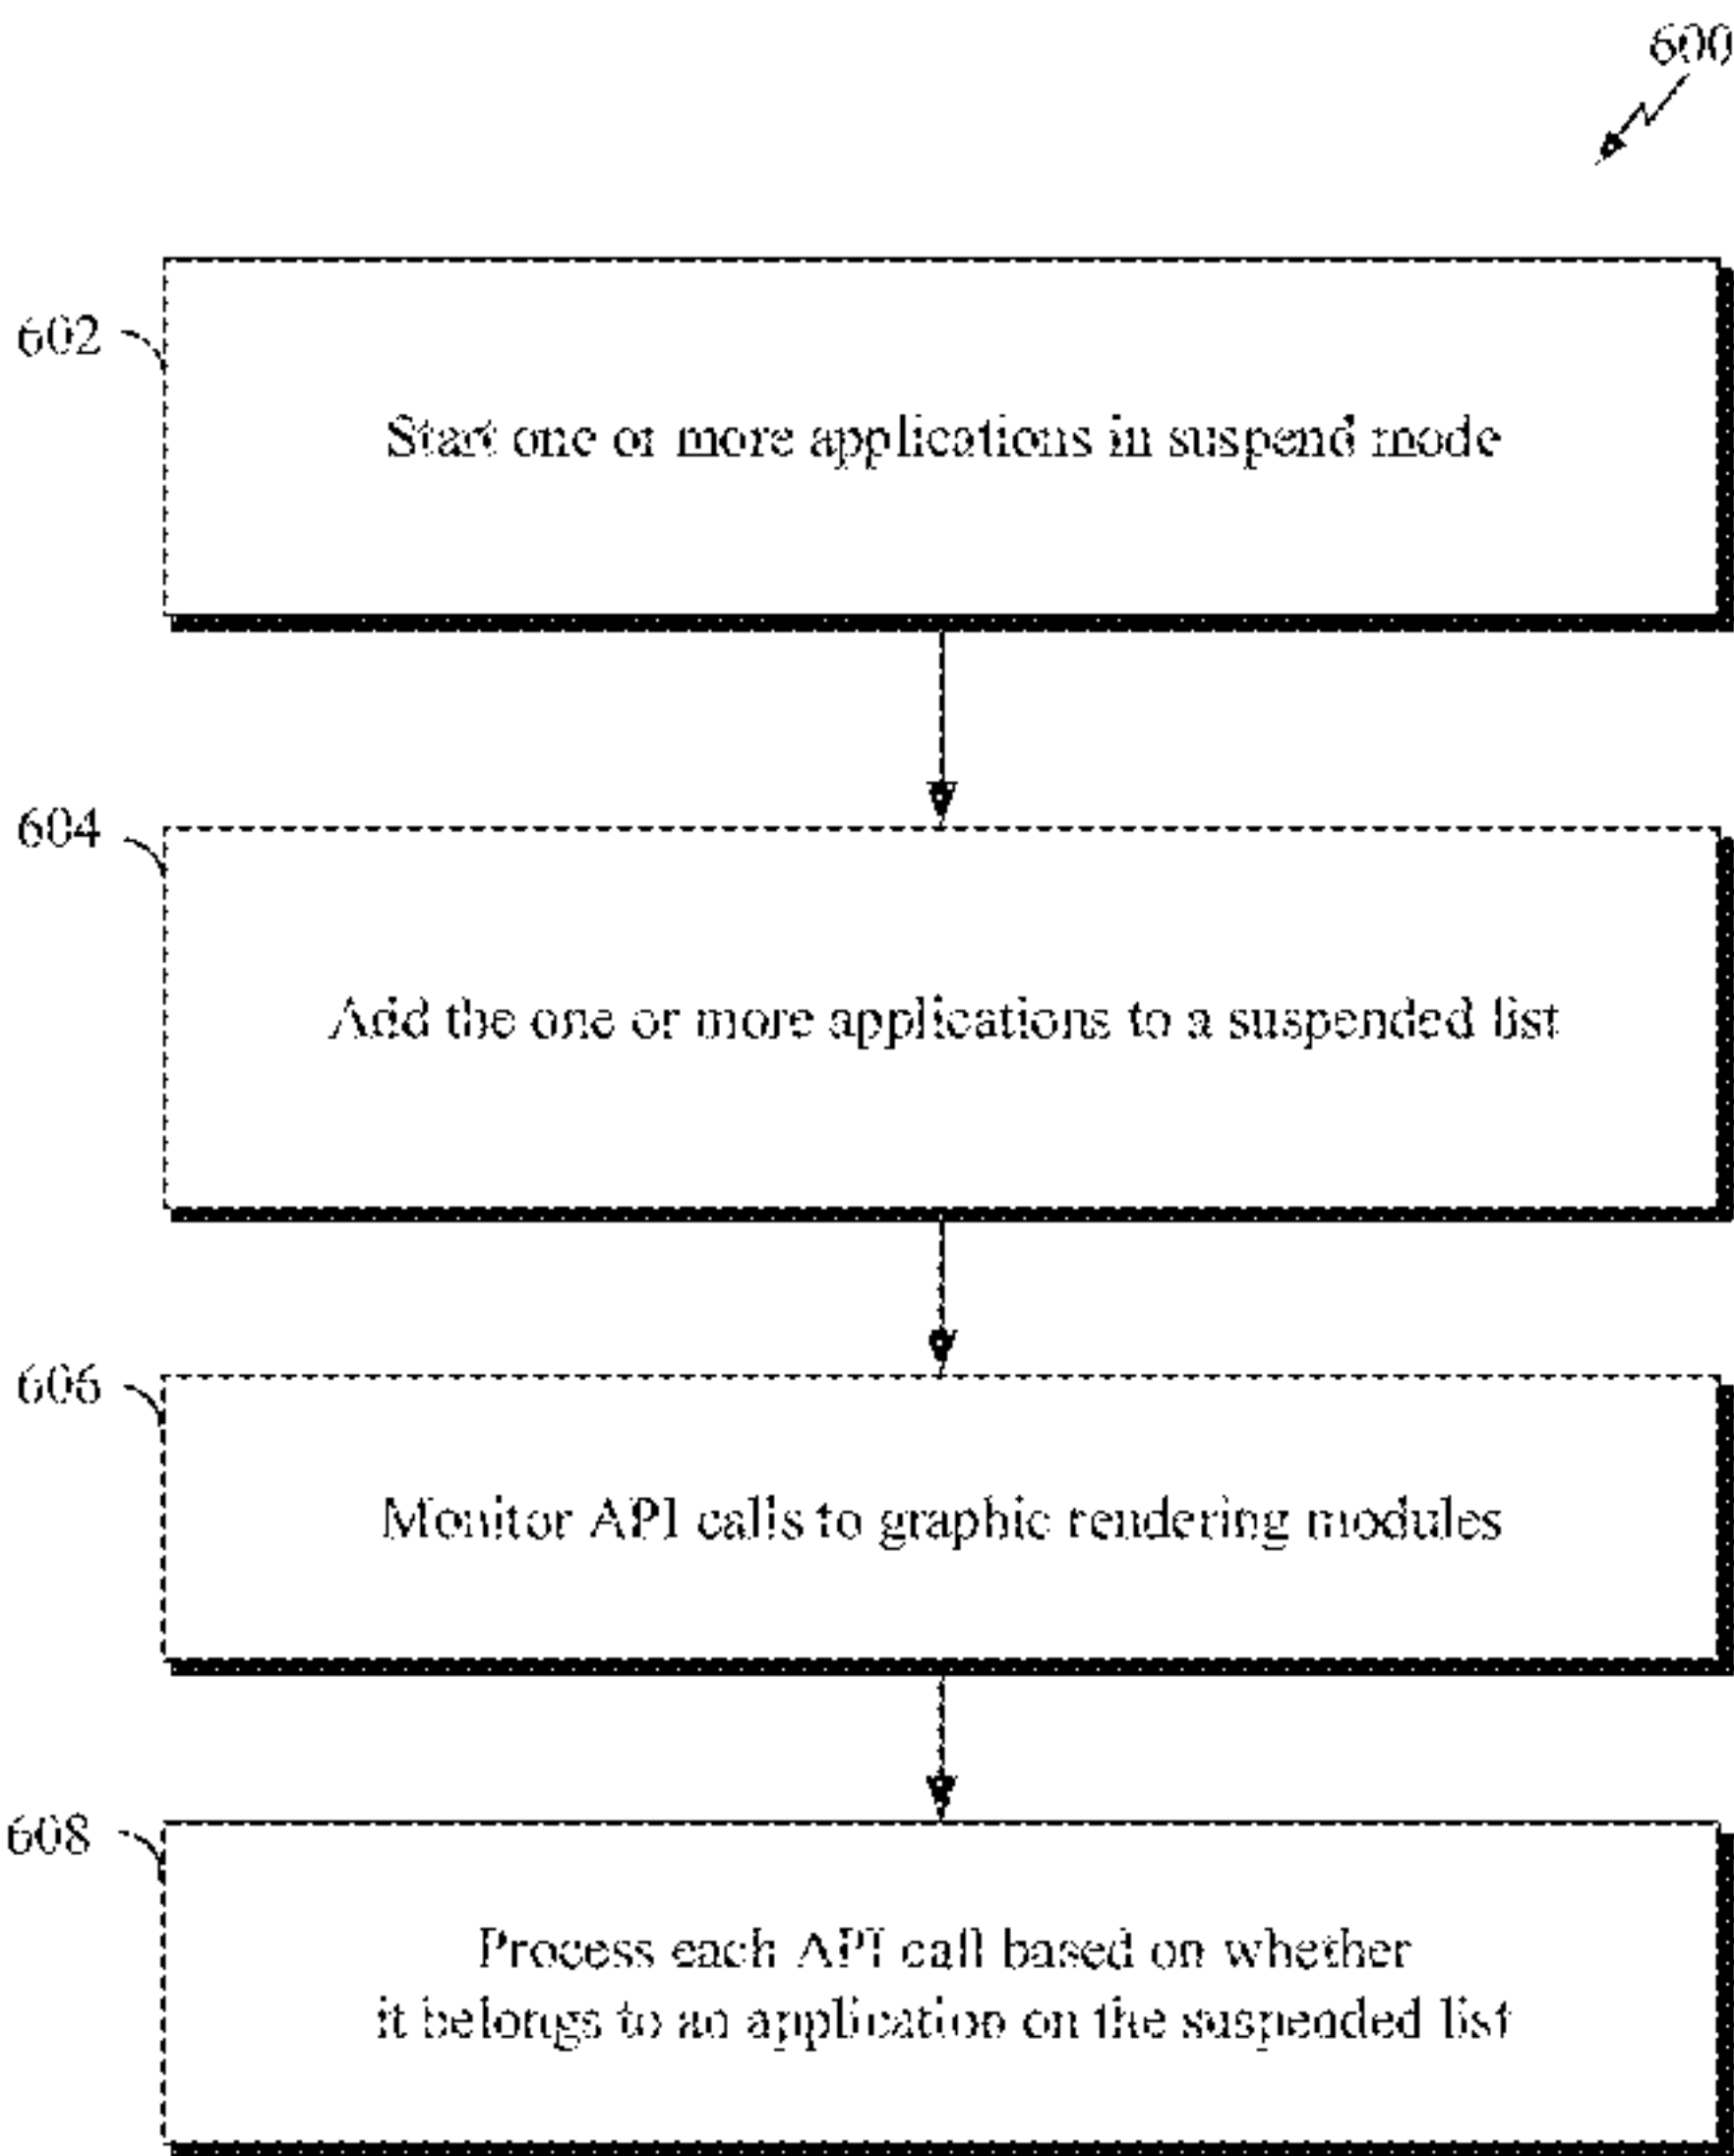 600
602
Start one or more applications in suspend mode
604
Add the one or more applications to a suspended list
606
Monitor API calls to graphic rendering modules
608
Process each API call based on whether
it belongs to an application on the suspended list